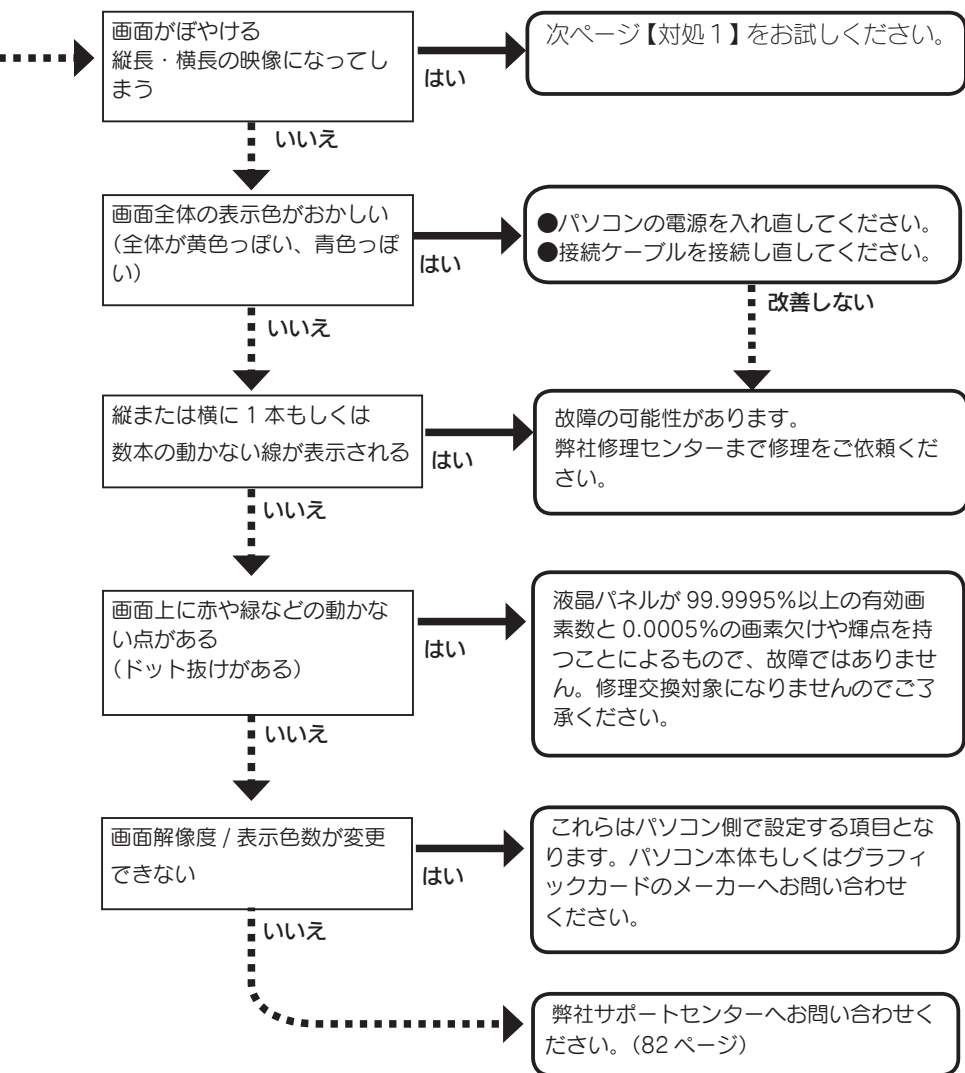 画面がぼやける
縦長・横長の映像になってし
まう
はい
次ページ【対処1】をお試しください。
いいえ
画面全体の表示色がおかしい
（全体が黄色っぽい、青色っぽ
い）
はい
●パソコンの電源を入れ直してください。
●接続ケーブルを接続し直してください。
改善しない
いいえ
縦または横に 1 本もしくは
数本の動かない線が表示される
はい
故障の可能性があります。
弊社修理センターまで修理をご依頼くだ
さい。
いいえ
画面上に赤や緑などの動かな
い点がある
（ドット抜けがある）
はい
液晶パネルが 99.9995%以上の有効画
素数と 0.0005%の画素欠けや輝点を持
つことによるもので、故障ではありませ
ん。修理交換対象になりませんのでご了
承ください。
いいえ
画面解像度 / 表示色数が変更
できない
はい
これらはパソコン側で設定する項目とな
ります。パソコン本体もしくはグラフィ
ックカードのメーカーへお問い合わせ
ください。
いいえ
弊社サポートセンターへお問い合わせく
ださい。（82 ページ）